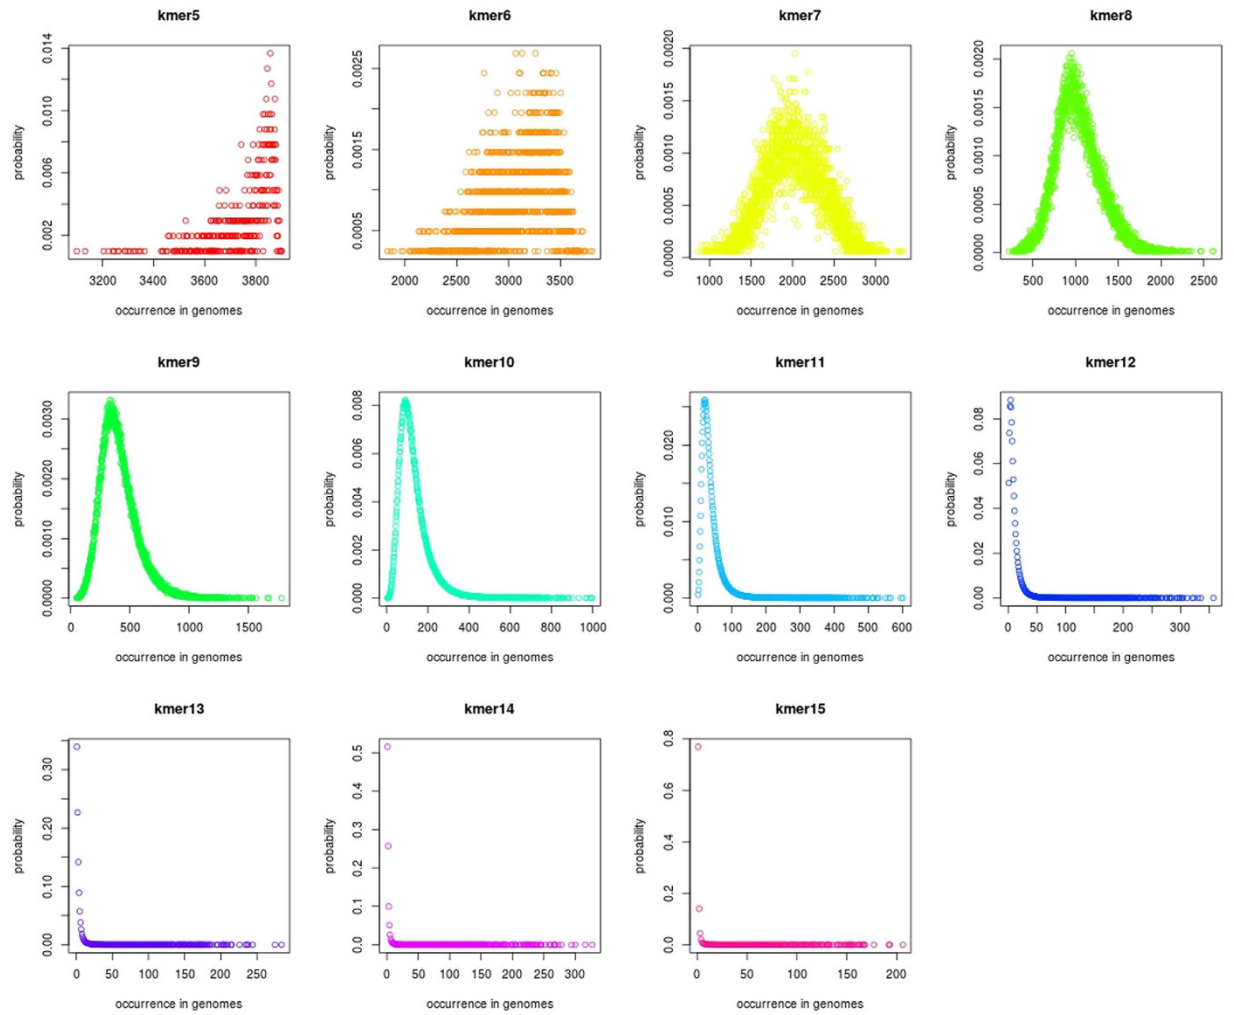 kmer5
probability
0.002 0.006 0.010 0.014
3200 3400 3600 3800
occurrence in genomes
kmer6
probability
0.0005 0.0015 0.0025
2000 2500 3000 3500
occurrence in genomes
kmer7
probability
0.0000 0.0005 0.0010 0.0015 0.0020
1000 1500 2000 2500 3000
occurrence in genomes
kmer8
probability
0.0000 0.0005 0.0010 0.0015 0.0020
500 1000 1500 2000 2500
occurrence in genomes
kmer9
probability
0.0000 0.0010 0.0020 0.0030
0 500 1000 1500
occurrence in genomes
kmer10
probability
0.000 0.002 0.004 0.006 0.008
0 200 400 600 800 1000
occurrence in genomes
kmer11
probability
0.000 0.010 0.020
0 100 200 300 400 500 600
occurrence in genomes
kmer12
probability
0.00 0.02 0.04 0.06 0.08
0 50 100 200 300
occurrence in genomes
kmer13
probability
0.00 0.10 0.20 0.30
0 50 100 150 200 250
occurrence in genomes
kmer14
probability
0.0 0.1 0.2 0.3 0.4 0.5
0 50 100 200 300
occurrence in genomes
kmer15
probability
0.0 0.2 0.4 0.6 0.8
0 50 100 150 200
occurrence in genomes